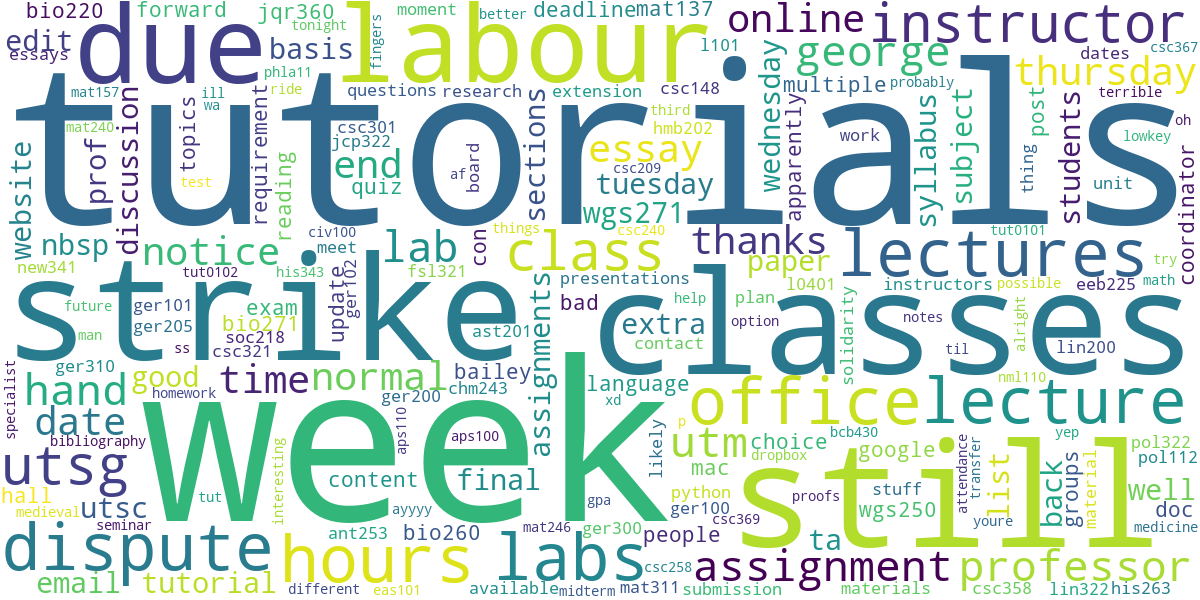 bio220
forward
jqr360
tonight
moment
better
deadline
mat137
online
instructor
edit
essays
due
basis
fingers
labour
l101
george
csc367
dates
thursday
phla11
ride
mat157
ill
wa
questions
research
extension
csc148
multiple
probably
terrible
oh
tutorials
mat240
topics
prof
discussion
test
requirement
reading
website
csc301
jcp322
end
quiz
af
board
sections
third
hmb202
essay
csc209
tuesday
wgs271
wednesday
apparently
work
syllabus
subject
post
thing
students
unit
lowkey
coordinator
nbsp
notice
civ100
meet
lab
con
things
csc240
class
thanks
lectures
tut0101
new341
tut0102
his343
update
ger102
fsl321
presentations
paper
l0401
instructors
possible
eeb225
try
math
strike
classes
future
man
ger101
ger205
exam
bio271
soc218
ss
csc321
ast201
assignments
bad
extra
help
plan
option
contact
solidarity
notes
til
alright
lin200
ger310
specialist
hand
good
homework
time
normal
bailey
chm243
language
xd
nml110
date
bibliography
week
ger200
aps110
aps100
likely
p
office
lecture
utsg
interesting
utm
dropbox
choice
bcb430
google
yep
pol322
pol112
still
attendance
transfer
list
back
groups
material
hall
medieval
tut
utsc
seminar
content
final
gpa
mac
python
ger100
proofs
stuff
wgs250
youre
well
doc
medicine
dispute
ant253
ayyyy
bio260
mat246
ger300
people
csc369
ta
hours
labs
csc258
assignment
professor
email
tutorial
different
eas101
available
midterm
mat311
submission
materials
csc358
lin322
his263